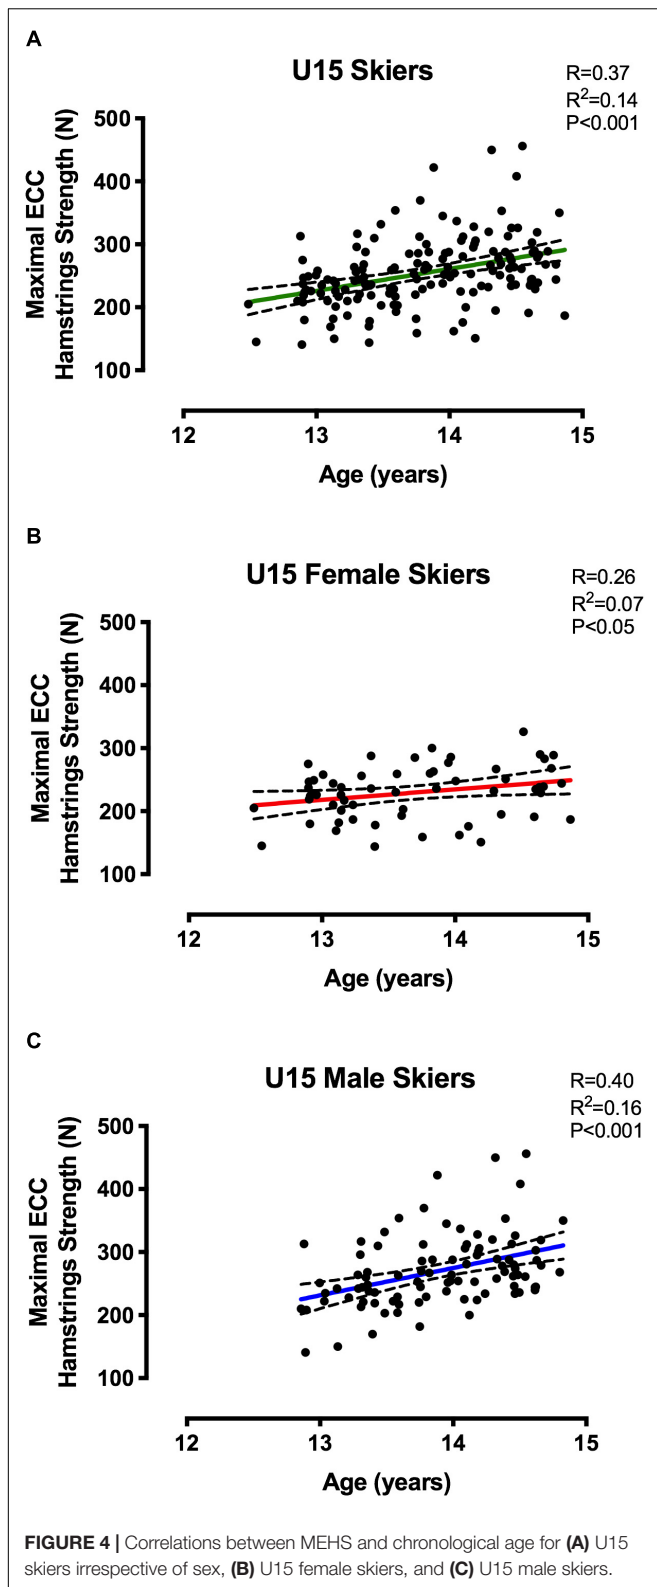 A
U15 Skiers
R=0.37
R²=0.14
P<0.001
Maximal ECC
Hamstrings Strength (N)
500
400
300
200
100
12 13 14 15
Age (years)
B
U15 Female Skiers
R=0.26
R²=0.07
P<0.05
Maximal ECC
Hamstrings Strength (N)
500
400
300
200
100
12 13 14 15
Age (years)
C
U15 Male Skiers
R=0.40
R²=0.16
P<0.001
Maximal ECC
Hamstrings Strength (N)
500
400
300
200
100
12 13 14 15
Age (years)
FIGURE 4 | Correlations between MEHS and chronological age for (A) U15
skiers irrespective of sex, (B) U15 female skiers, and (C) U15 male skiers.